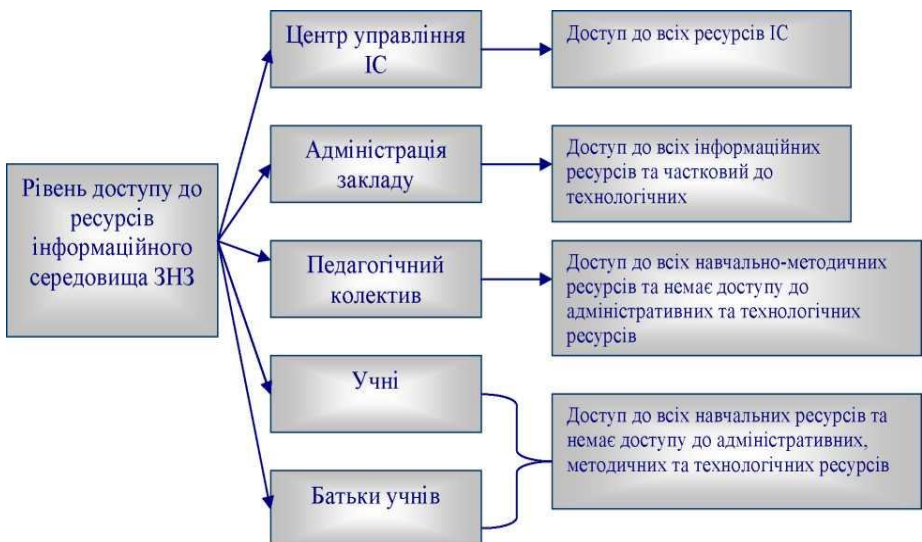 Рівень доступу до
ресурсів
інформаційного
середовища ЗНЗ
Центр управління
ІС
Доступ до всіх ресурсів ІС
Адміністрація
закладу
Доступ до всіх інформаційних
ресурсів та частковий до
технологічних
Педагогічний
колектив
Доступ до всіх навчально-методичних
ресурсів та немає доступу до
адміністративних та технологічних
ресурсів
Учні
Батьки учнів
Доступ до всіх навчальних ресурсів та
немає доступу до адміністративних,
методичних та технологічних ресурсів